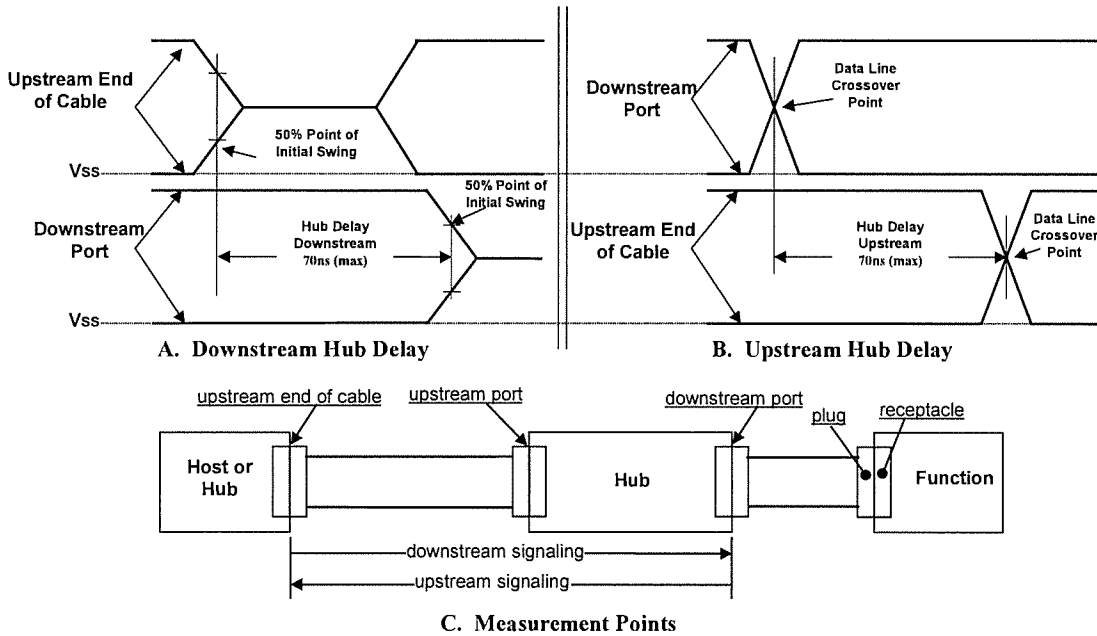 Upstream End
of Cable
50% Point of
Initial Swing
Vss
50% Point of
Initial Swing
Downstream
Port
Hub Delay
Downstream
70ns (max)
Vss
A. Downstream Hub Delay
Downstream
Port
Data Line
Crossover
Point
Upstream End
of Cable
Hub Delay
Upstream
70ns (max)
Data Line
Crossover
Point
B. Upstream Hub Delay
upstream end of cable
upstream port
downstream port
plug
receptacle
Host or
Hub
Hub
Function
downstream signaling
upstream signaling
C. Measurement Points